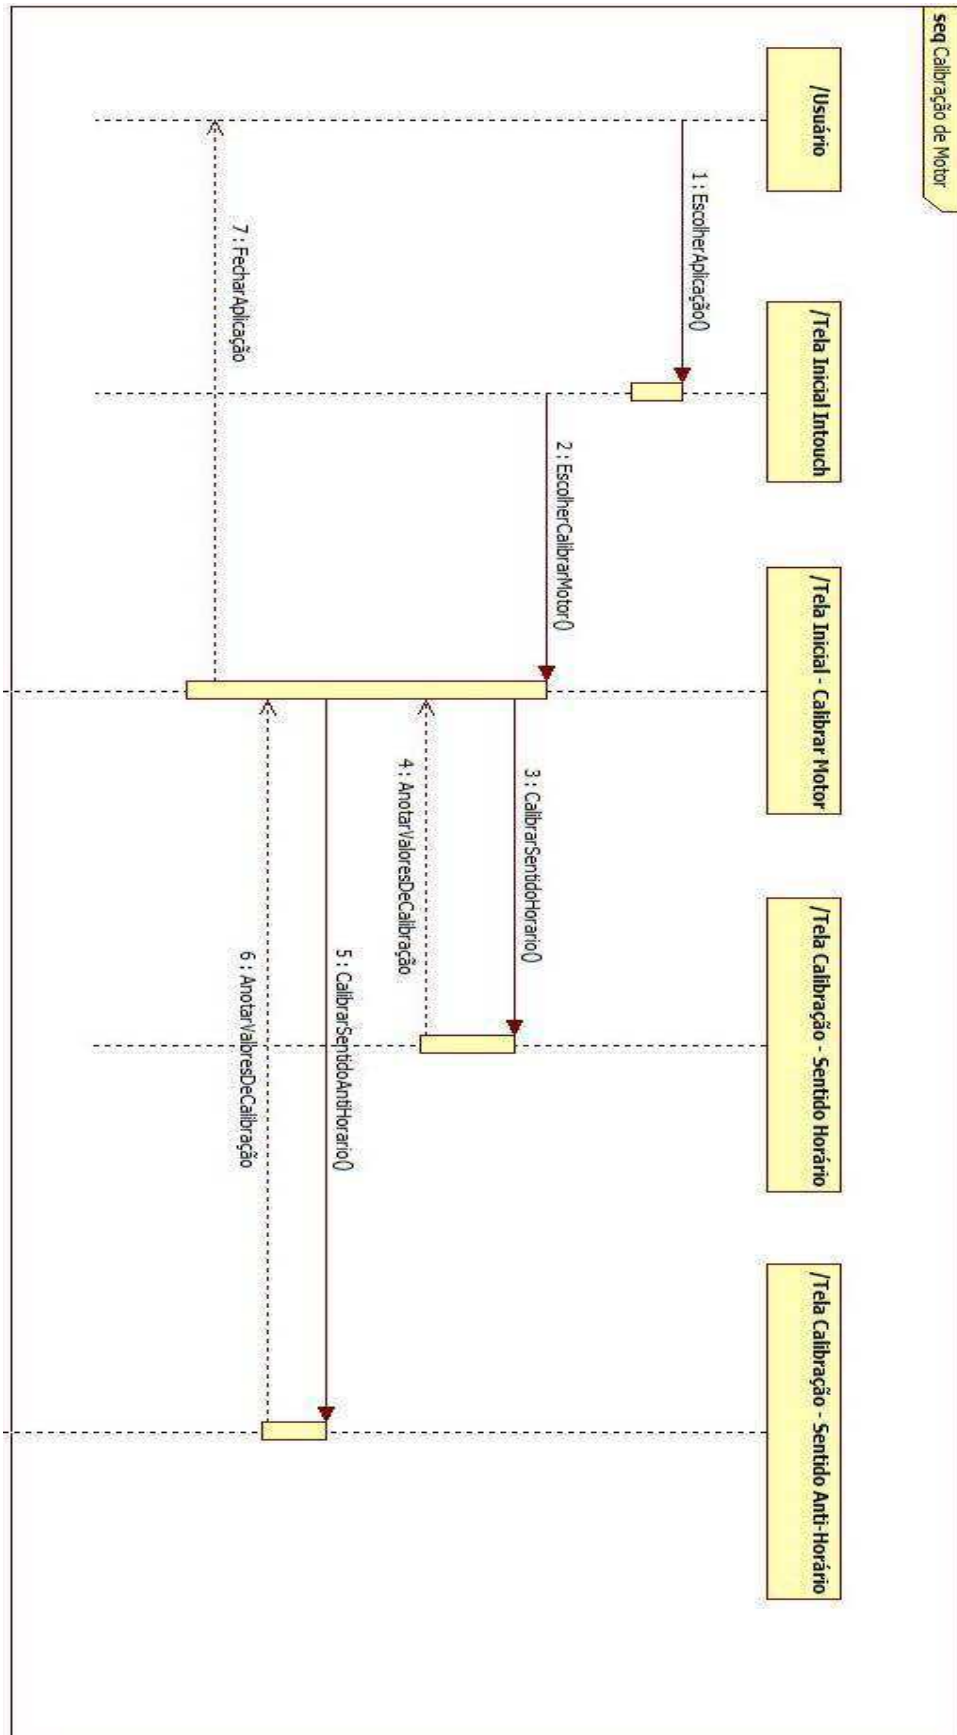 seq Calibração de Motor
/Usuário
/Tela Inicial Intouch
/Tela Inicial - Calibrar Motor
/Tela Calibração - Sentido Horário
/Tela Calibração - Sentido Anti-Horário
1 : EscolherAplicação()
2 : EscolherCalibrarMotor()
3 : CalibrarSentidoHorario()
4 : AnotarValoresDeCalibração
5 : CalibrarSentidoAntiHorario()
6 : AnotarValoresDeCalibração
7 : FecharAplicação